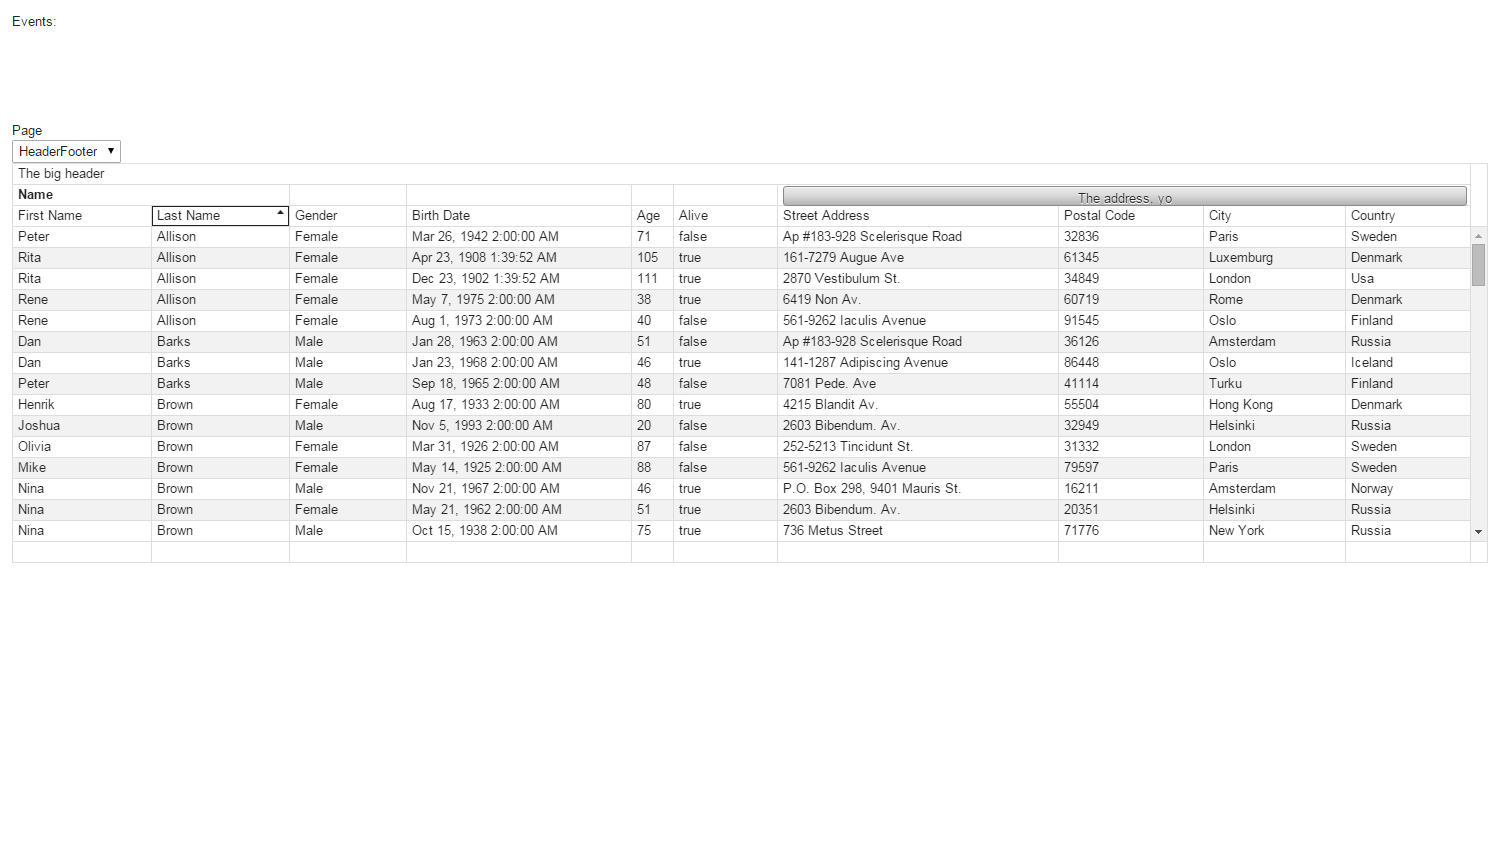 Events:
Page
HeaderFooter
The big header
Name The address, yo
First Name Last Name Gender Birth Date Age Alive Street Address Postal Code City Country
Peter Allison Female Mar 26, 1942 2:00:00 AM 71 false Ap #183-928 Scelerisque Road 32836 Paris Sweden
Rita Allison Female Apr 23, 1908 1:39:52 AM 105 true 161-7279 Augue Ave 61345 Luxemburg Denmark
Rita Allison Female Dec 23, 1902 1:39:52 AM 111 true 2870 Vestibulum St. 34849 London Usa
Rene Allison Female May 7, 1975 2:00:00 AM 38 true 6419 Non Av. 60719 Rome Denmark
Rene Allison Female Aug 1, 1973 2:00:00 AM 40 false 561-9262 Iaculis Avenue 91545 Oslo Finland
Dan Barks Male Jan 28, 1963 2:00:00 AM 51 false Ap #183-928 Scelerisque Road 36126 Amsterdam Russia
Dan Barks Male Jan 23, 1968 2:00:00 AM 46 true 141-1287 Adipiscing Avenue 86448 Oslo Iceland
Peter Barks Male Sep 18, 1965 2:00:00 AM 48 false 7081 Pede. Ave 41114 Turku Finland
Henrik Brown Female Aug 17, 1933 2:00:00 AM 80 true 4215 Blandit Av. 55504 Hong Kong Denmark
Joshua Brown Male Nov 5, 1993 2:00:00 AM 20 false 2603 Bibendum. Av. 32949 Helsinki Russia
Olivia Brown Female Mar 31, 1926 2:00:00 AM 87 false 252-5213 Tincidunt St. 31332 London Sweden
Mike Brown Female May 14, 1925 2:00:00 AM 88 false 561-9262 Iaculis Avenue 79597 Paris Sweden
Nina Brown Male Nov 21, 1967 2:00:00 AM 46 true P.O. Box 298, 9401 Mauris St. 16211 Amsterdam Norway
Nina Brown Female May 21, 1962 2:00:00 AM 51 true 2603 Bibendum. Av. 20351 Helsinki Russia
Nina Brown Male Oct 15, 1938 2:00:00 AM 75 true 736 Metus Street 71776 New York Russia